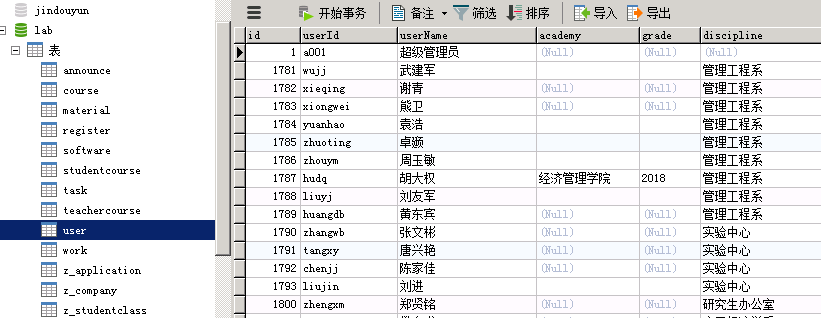 jindouyun
lab
表
announce
course
material
register
software
studentcourse
task
teachercourse
user
work
z_application
z_company
z_studentclass
开始事务 备注 筛选 排序 导入 导出
id userId userName academy grade discipline
1 a001 超级管理员 (Null) (Null) (Null)
1781 wujj 武建军 (Null) (Null) 管理工程系
1782 xieqing 谢青 (Null) (Null) 管理工程系
1783 xiongwei 熊卫 (Null) (Null) 管理工程系
1784 yuanhao 袁浩 管理工程系
1785 zhuoting 卓颋 管理工程系
1786 zhouym 周玉敏 管理工程系
1787 hudq 胡大权 经济管理学院 2018 管理工程系
1788 liuyj 刘友军 管理工程系
1789 huangdb 黄东宾 (Null) (Null) 管理工程系
1790 zhangwb 张文彬 (Null) (Null) 实验中心
1791 tangxy 唐兴艳 (Null) (Null) 实验中心
1792 chenjj 陈家佳 (Null) (Null) 实验中心
1793 liujin 刘进 实验中心
1800 zhengxm 郑贤铭 (Null) (Null) 研究生办公室